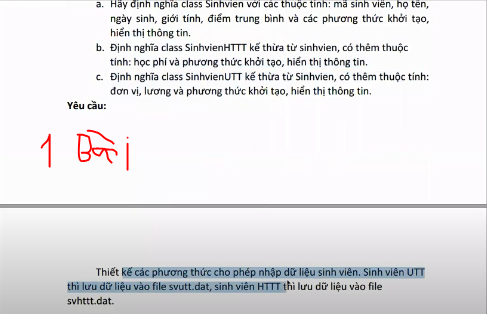 a. Hãy định nghĩa class Sinhvien với các thuộc tính: mã sinh viên, họ tên,
ngày sinh, giới tính, điểm trung bình và các phương thức khởi tạo,
hiển thị thông tin.
b. Định nghĩa class SinhvienHTTT kế thừa từ sinhvien, có thêm thuộc
tính: học phí và phương thức khởi tạo, hiển thị thông tin.
c. Định nghĩa class SinhvienUTT kế thừa từ Sinhvien, có thêm thuộc tính:
đơn vị, lương và phương thức khởi tạo, hiển thị thông tin.
Yêu cầu:
1 Bài
Thiết kế các phương thức cho phép nhập dữ liệu sinh viên. Sinh viên UTT
thì lưu dữ liệu vào file svutt.dat, sinh viên HTTT thì lưu dữ liệu vào file
svhttt.dat.